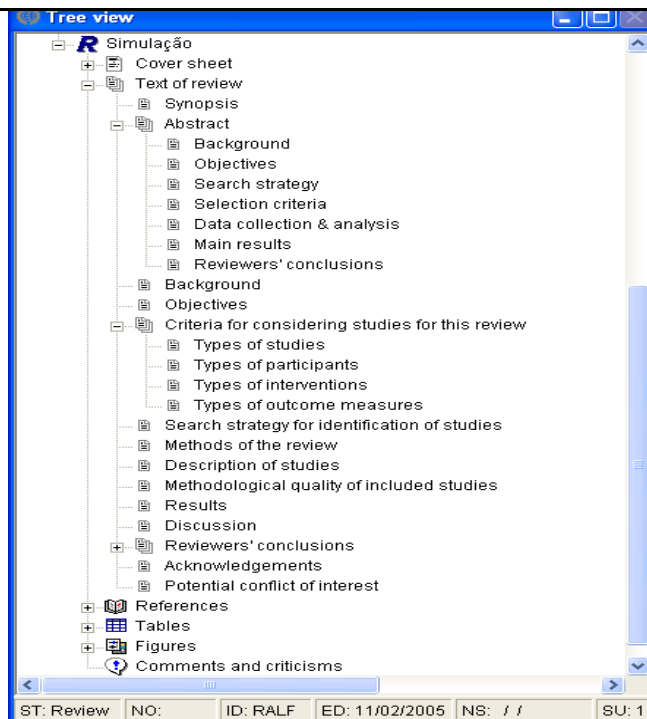 Tree view
Simulação
Cover sheet
Text of review
Synopsis
Abstract
Background
Objectives
Search strategy
Selection criteria
Data collection & analysis
Main results
Reviewers' conclusions
Background
Objectives
Criteria for considering studies for this review
Types of studies
Types of participants
Types of interventions
Types of outcome measures
Search strategy for identification of studies
Methods of the review
Description of studies
Methodological quality of included studies
Results
Discussion
Reviewers' conclusions
Acknowledgements
Potential conflict of interest
References
Tables
Figures
Comments and criticisms
ST: Review NO: ID: RALF ED: 11/02/2005 NS: / / SU: 1